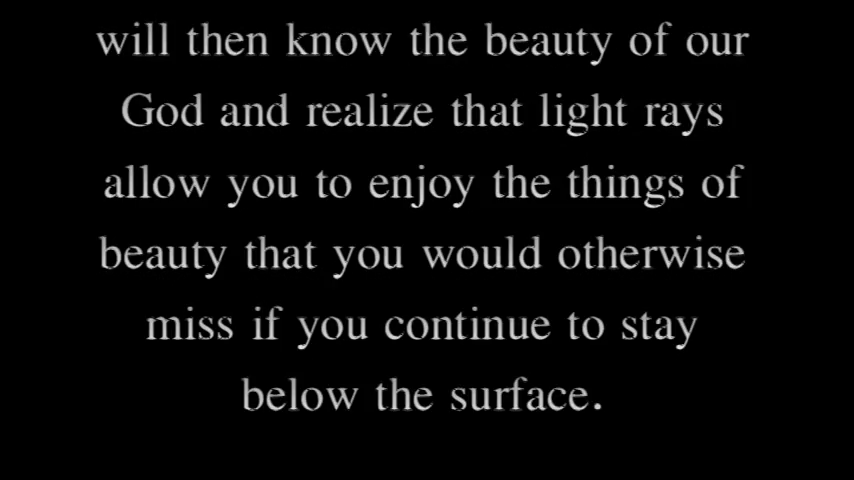 will then know the beauty of our
God and realize that light rays
allow you to enjoy the things of
beauty that you would otherwise
miss if you continue to stay
below the surface.